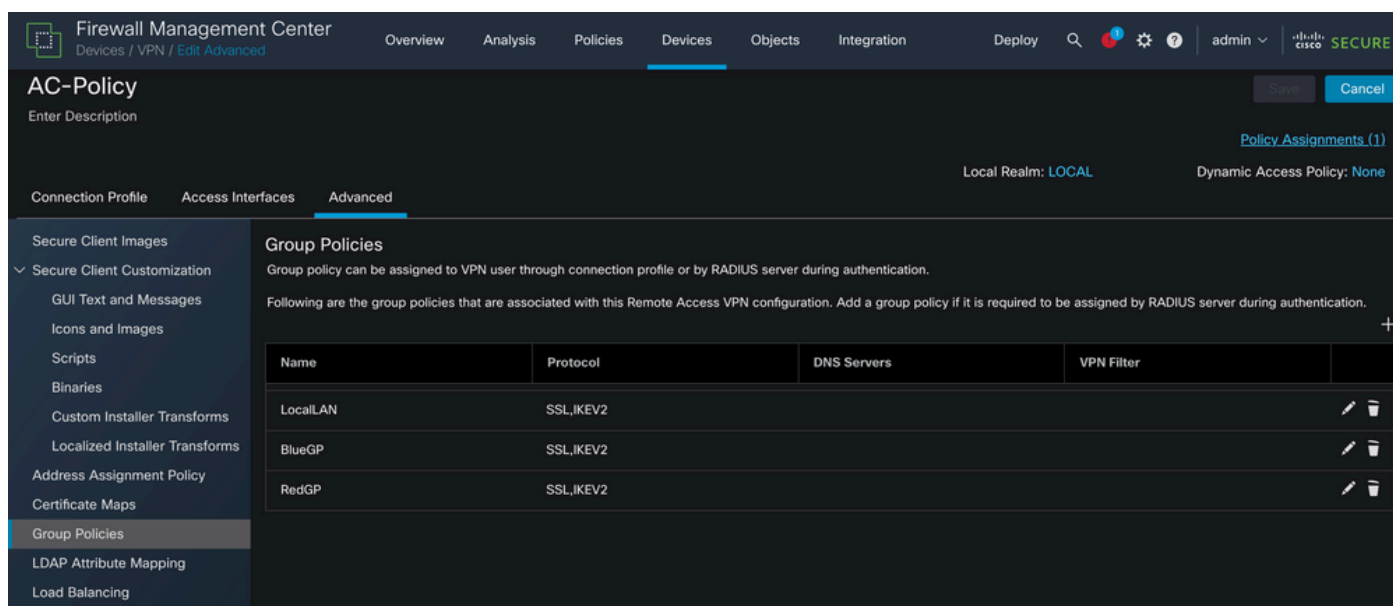 Firewall Management Center
Devices / VPN / Edit Advanced
Overview Analysis Policies Devices Objects Integration Deploy 1 ? admin cisco SECURE
AC-Policy
Save Cancel
Enter Description
Policy Assignments (1)
Local Realm: LOCAL Dynamic Access Policy: None
Connection Profile Access Interfaces Advanced
Secure Client Images
Secure Client Customization
GUI Text and Messages
Icons and Images
Scripts
Binaries
Custom Installer Transforms
Localized Installer Transforms
Address Assignment Policy
Certificate Maps
Group Policies
LDAP Attribute Mapping
Load Balancing
Group Policies
Group policy can be assigned to VPN user through connection profile or by RADIUS server during authentication.
Following are the group policies that are associated with this Remote Access VPN configuration. Add a group policy if it is required to be assigned by RADIUS server during authentication.
+
Name Protocol DNS Servers VPN Filter
LocalLAN SSL,IKEV2
BlueGP SSL,IKEV2
RedGP SSL,IKEV2